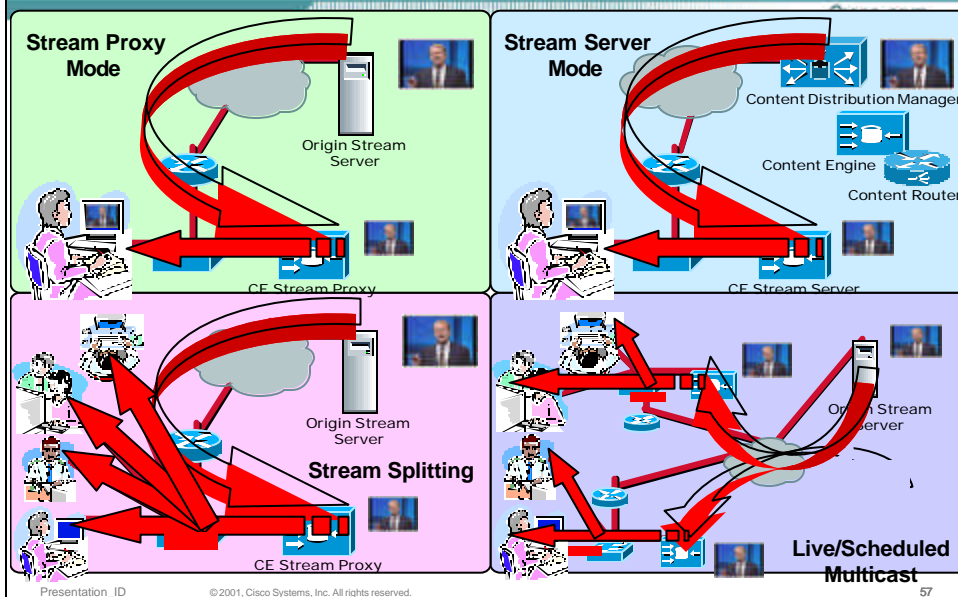 Stream Proxy
Mode
Origin Stream
Server
CE Stream Proxy
Stream Server
Mode
Content Distribution Manager
Content Engine
Content Router
CE Stream Server
Origin Stream
Server
Stream Splitting
CE Stream Proxy
Origin Stream
Server
Live/Scheduled
Multicast
Presentation_ID
© 2001, Cisco Systems, Inc. All rights reserved.
57